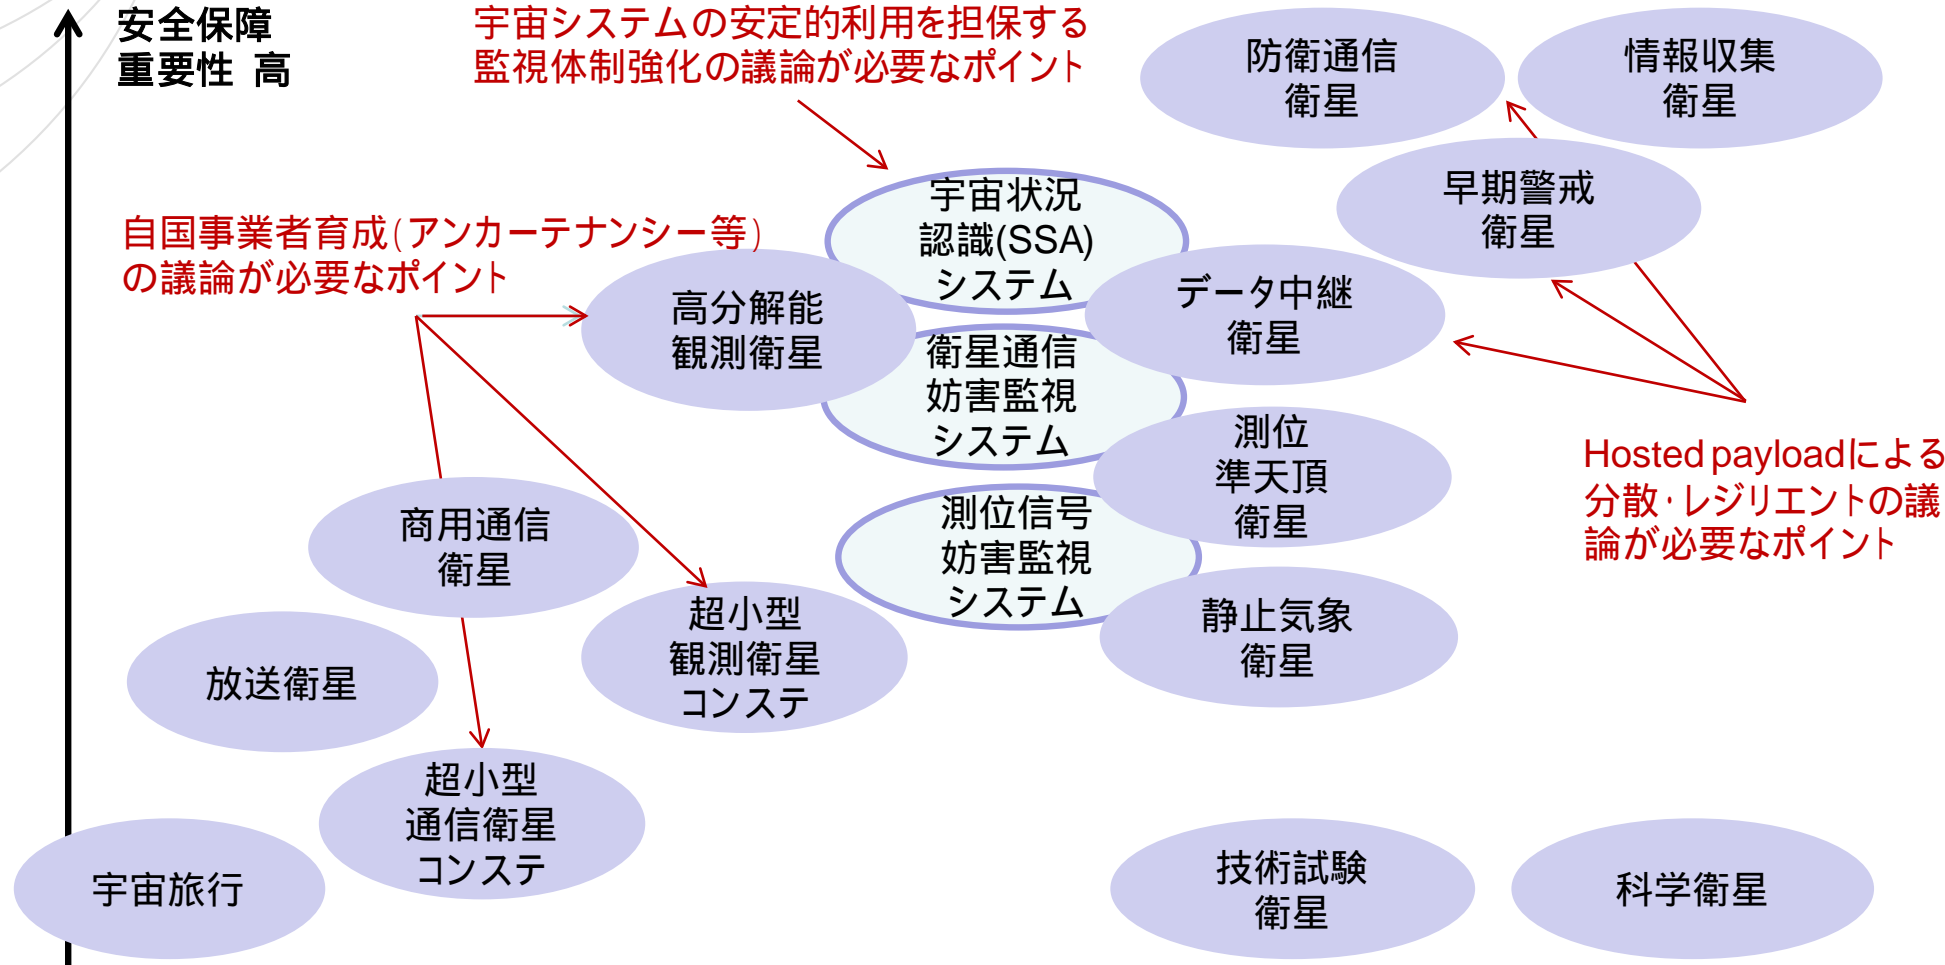 安全保障
重要性 高
宇宙システムの安定的利用を担保する
監視体制強化の議論が必要なポイント
防衛通信
衛星
情報収集
衛星
早期警戒
衛星
宇宙状況
認識(SSA)
システム
自国事業者育成(アンカーテナンシー等)
の議論が必要なポイント
高分解能
観測衛星
データ中継
衛星
衛星通信
妨害監視
システム
測位
準天頂
衛星
Hosted payloadによる
分散・レジリエントの議
論が必要なポイント
商用通信
衛星
測位信号
妨害監視
システム
超小型
観測衛星
コンステ
静止気象
衛星
放送衛星
超小型
通信衛星
コンステ
宇宙旅行
技術試験
衛星
科学衛星